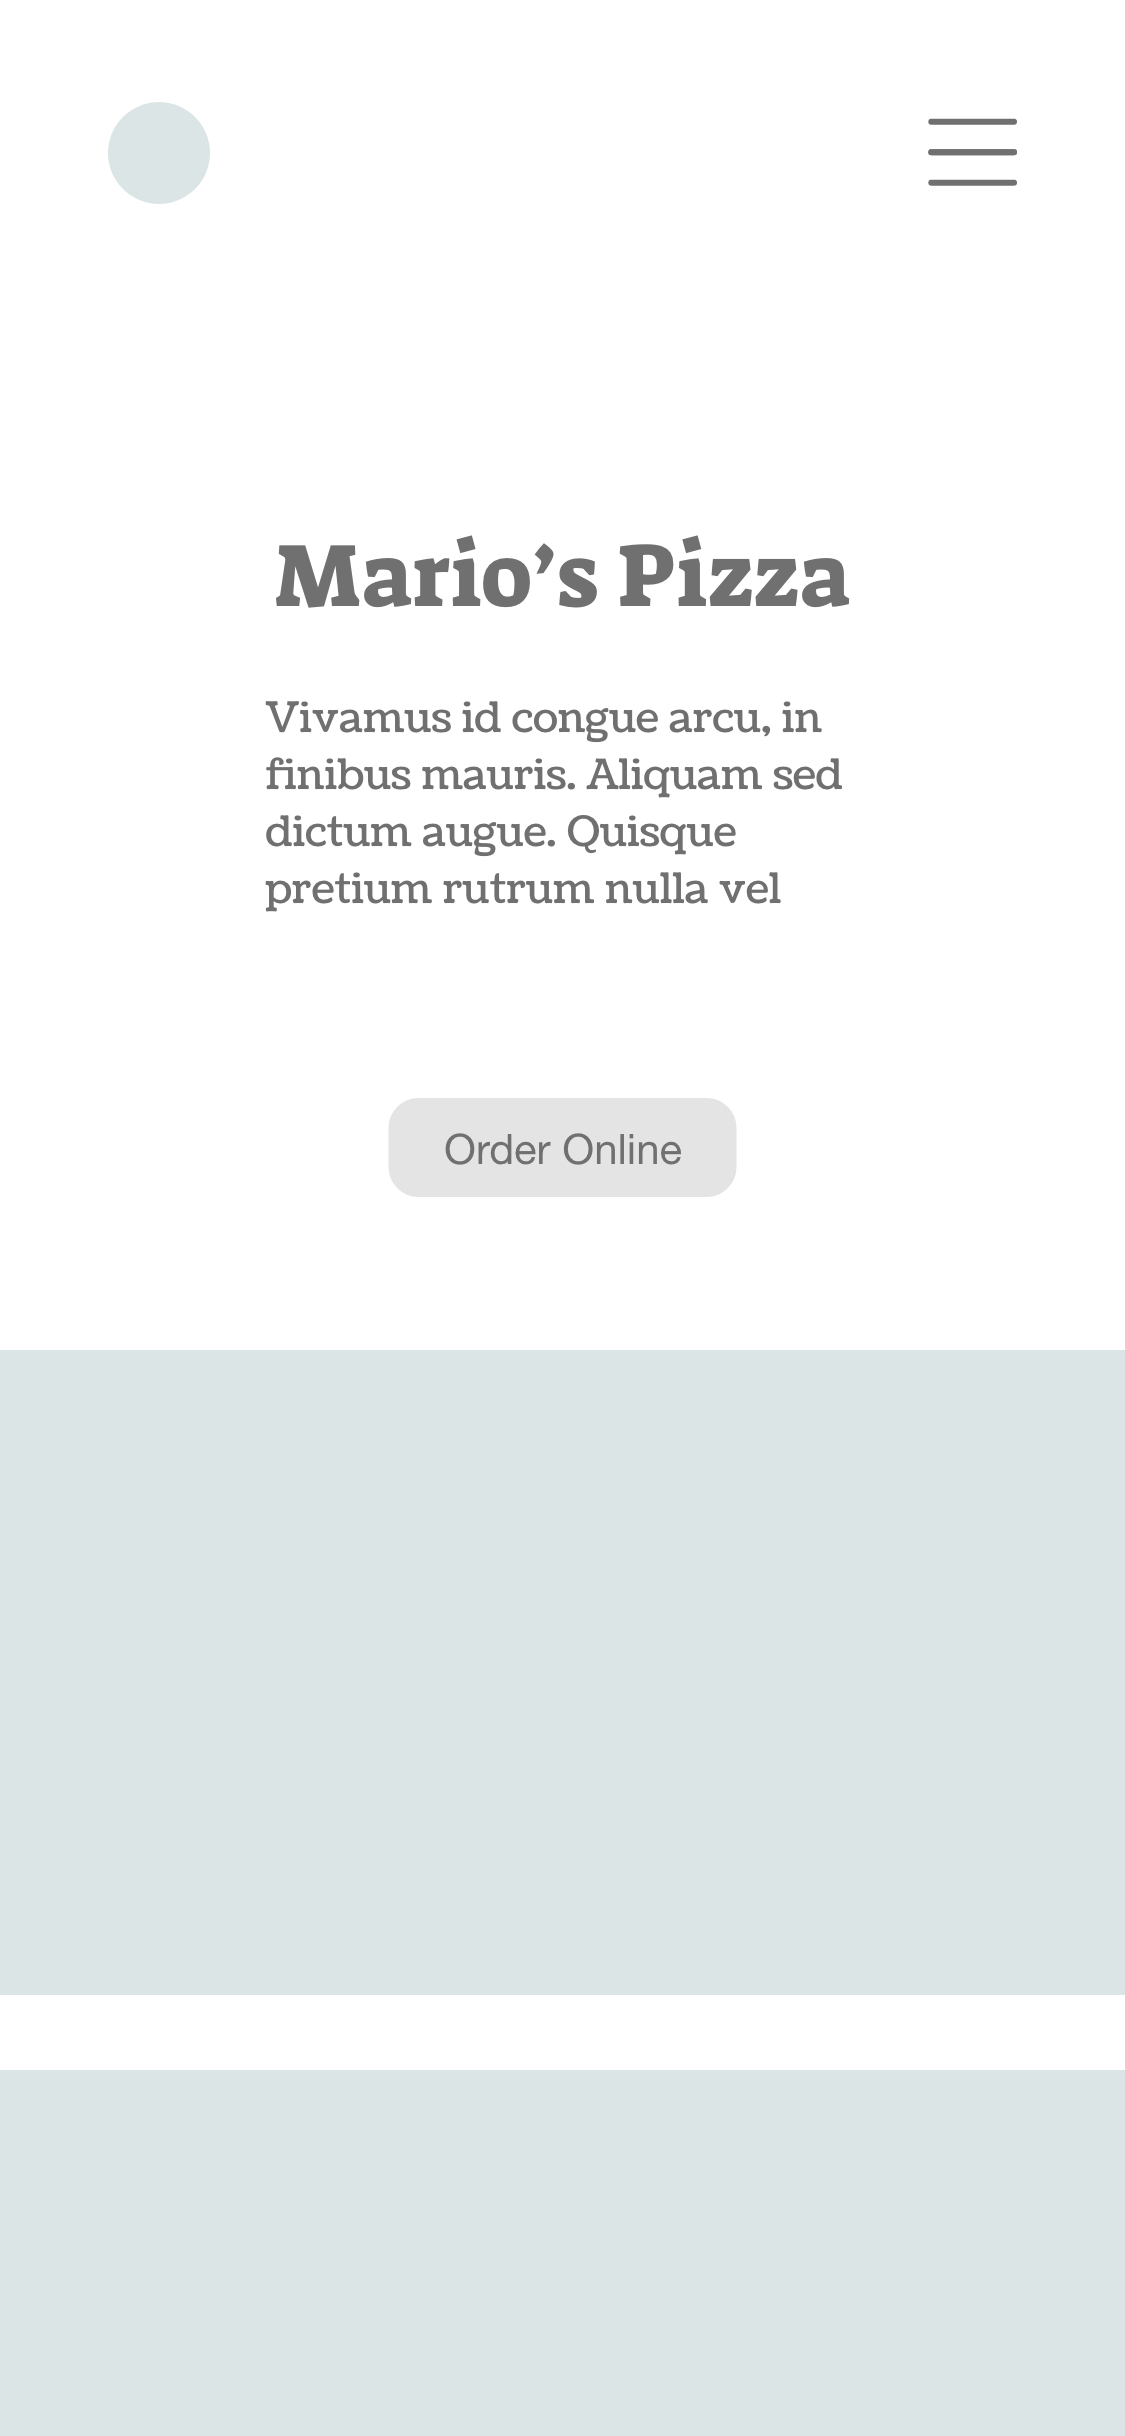 Mario’s Pizza
Vivamus id congue arcu, in
finibus mauris. Aliquam sed
dictum augue. Quisque
pretium rutrum nulla vel
Order Online